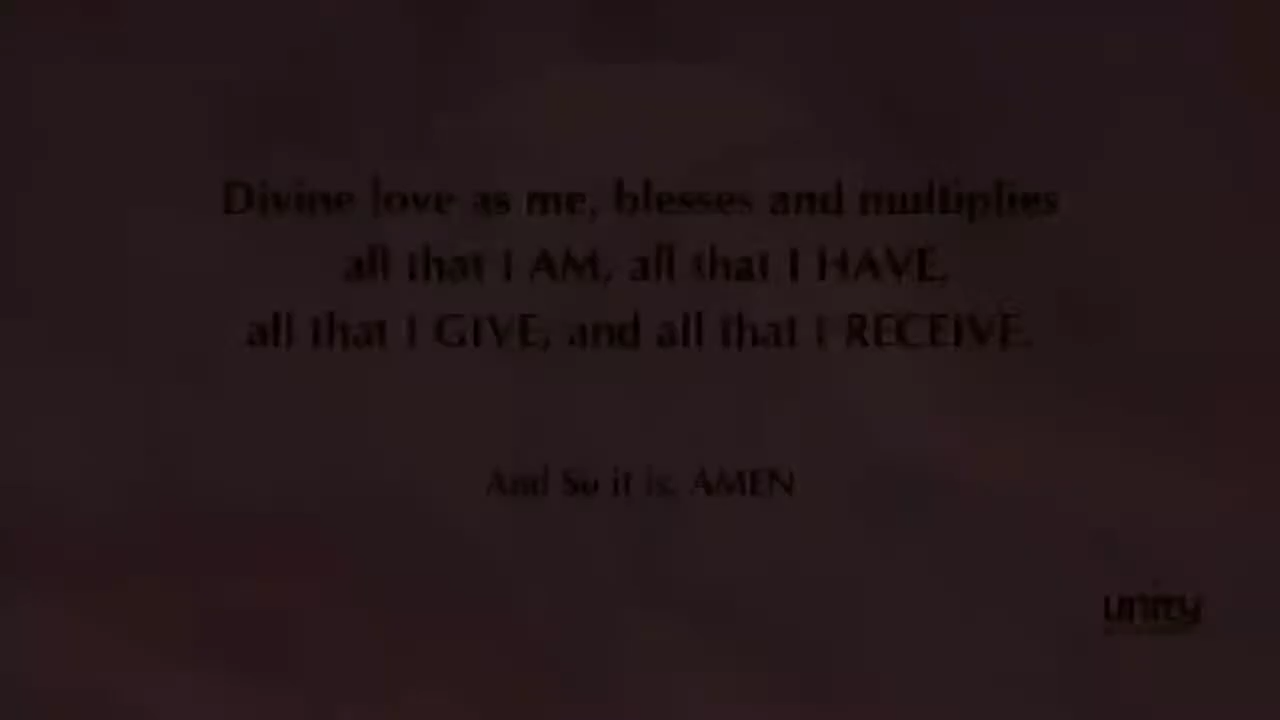 Divine love as me, blesses and multiplies
all that I AM, all that I HAVE,
all that I GIVE, and all that I RECEIVE.
And So it is. AMEN
unity